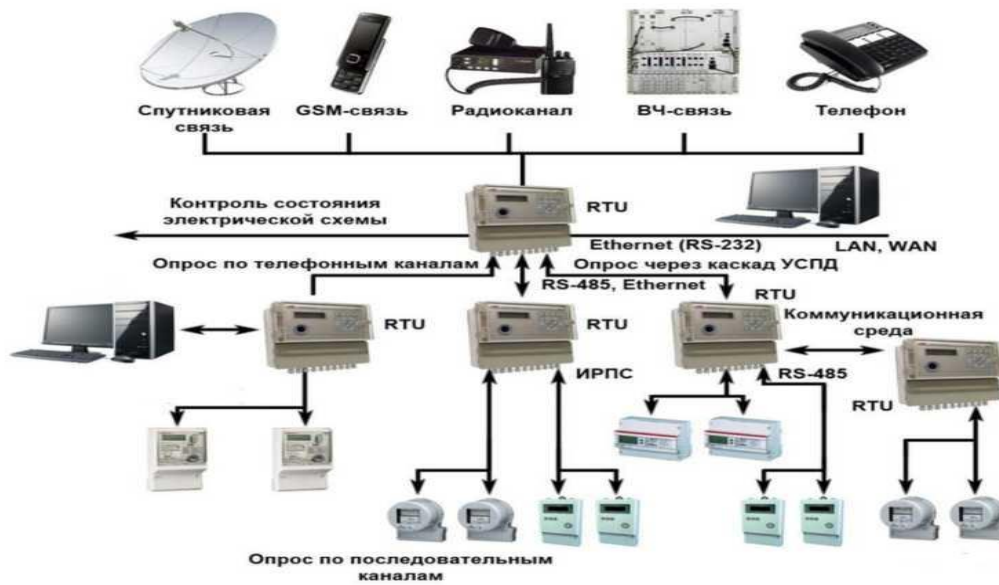 Спутниковая
связь
GSM-связь
Радиоканал
ВЧ-связь
Телефон
Контроль состояния
электрической схемы
RTU
Ethernet (RS-232)
LAN, WAN
Опрос по телефонным каналам
Опрос через каскад УСПД
RS-485, Ethernet
RTU
RTU
RTU
Коммуникационная
среда
ИРПС
RS-485
RTU
Опрос по последовательным
каналам